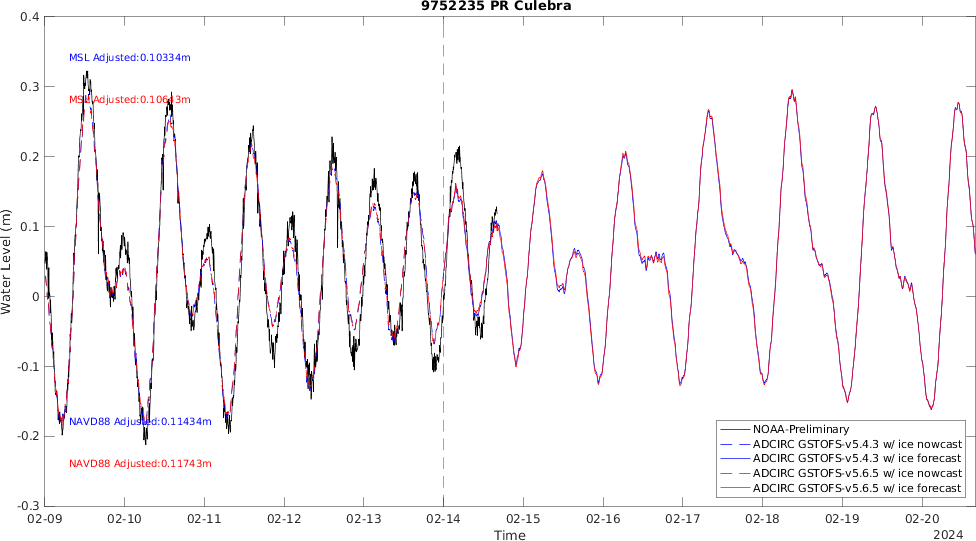 9752235 PR Culebra
0.4
0.3
0.2
0.1
0
-0.1
-0.2
-0.3
Water Level (m)
MSL Adjusted:0.10334m
MSL Adjusted:0.10643m
NAVD88 Adjusted:0.11434m
NAVD88 Adjusted:0.11743m
NOAA-Preliminary
ADCIRC GSTOFS-v5.4.3 w/ ice nowcast
ADCIRC GSTOFS-v5.4.3 w/ ice forecast
ADCIRC GSTOFS-v5.6.5 w/ ice nowcast
ADCIRC GSTOFS-v5.6.5 w/ ice forecast
02-09 02-10 02-11 02-12 02-13 02-14 02-15 02-16 02-17 02-18 02-19 02-20
Time
2024